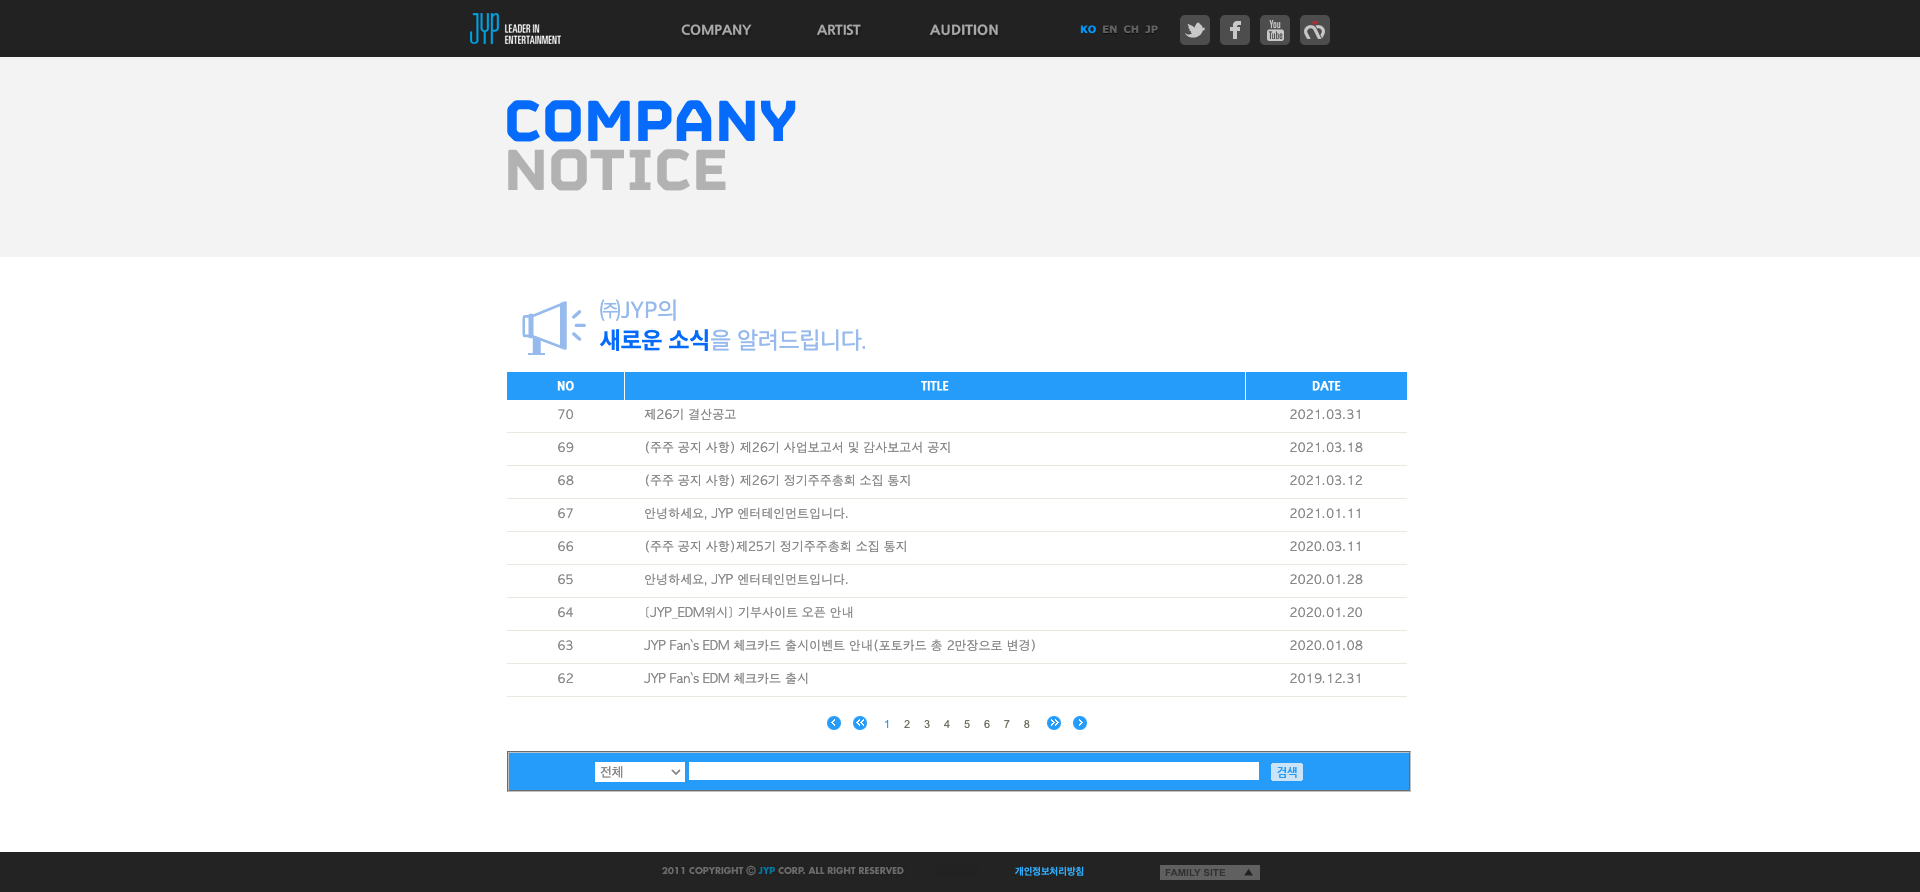 JYP LEADER IN ENTERTAINMENT
COMPANY ARTIST AUDITION KO EN CH JP
You Tube
COMPANY
NOTICE
㈜JYP의
새로운 소식을 알려드립니다.
NO TITLE DATE
70 제26기 결산공고 2021.03.31
69 (주주 공지 사항) 제26기 사업보고서 및 감사보고서 공지 2021.03.18
68 (주주 공지 사항) 제26기 정기주주총회 소집 통지 2021.03.12
67 안녕하세요, JYP 엔터테인먼트입니다. 2021.01.11
66 (주주 공지 사항)제25기 정기주주총회 소집 통지 2020.03.11
65 안녕하세요, JYP 엔터테인먼트입니다. 2020.01.28
64 [JYP_EDM위시] 기부사이트 오픈 안내 2020.01.20
63 JYP Fan`s EDM 체크카드 출시이벤트 안내(포토카드 총 2만장으로 변경) 2020.01.08
62 JYP Fan`s EDM 체크카드 출시 2019.12.31
1 2 3 4 5 6 7 8
전체 검색
2011 COPYRIGHT ⓒ JYP CORP. ALL RIGHT RESERVED 개인정보처리방침 FAMILY SITE ▲